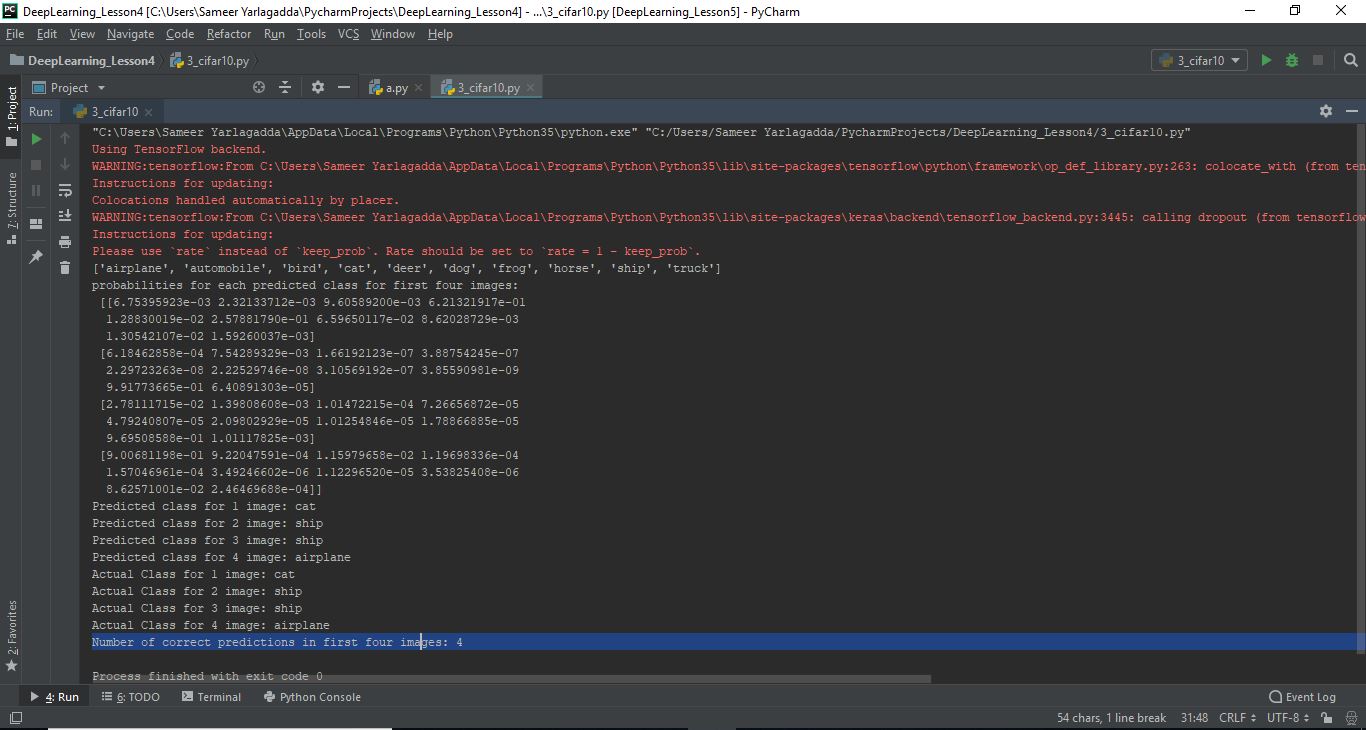 DeepLearning_Lesson4 [C:\Users\Sameer Yarlagadda\PycharmProjects\DeepLearning_Lesson4] - ...\3_cifar10.py [DeepLearning_Lesson5] - PyCharm
File Edit View Navigate Code Refactor Run Tools VCS Window Help
DeepLearning_Lesson4 3_cifar10.py 3_cifar10
1: Project
Project a.py 3_cifar10.py
Run: 3_cifar10
"C:\Users\Sameer Yarlagadda\AppData\Local\Programs\Python\Python35\python.exe" "C:/Users/Sameer Yarlagadda/PycharmProjects/DeepLearning_Lesson4/3_cifar10.py"
Using TensorFlow backend.
WARNING:tensorflow:From C:\Users\Sameer Yarlagadda\AppData\Local\Programs\Python\Python35\lib\site-packages\tensorflow\python\framework\op_def_library.py:263: colocate_with (from ten
Instructions for updating:
Colocations handled automatically by placer.
WARNING:tensorflow:From C:\Users\Sameer Yarlagadda\AppData\Local\Programs\Python\Python35\lib\site-packages\keras\backend\tensorflow_backend.py:3445: calling dropout (from tensorflow
Instructions for updating:
Please use `rate` instead of `keep_prob`. Rate should be set to `rate = 1 - keep_prob`.
['airplane', 'automobile', 'bird', 'cat', 'deer', 'dog', 'frog', 'horse', 'ship', 'truck']
probabilities for each predicted class for first four images:
[[6.75395923e-03 2.32133712e-03 9.60589200e-03 6.21321917e-01
1.28830019e-02 2.57881790e-01 6.59650117e-02 8.62028729e-03
1.30542107e-02 1.59260037e-03]
[6.18462858e-04 7.54289329e-03 1.66192123e-07 3.88754245e-07
2.29723263e-08 2.22529746e-08 3.10569192e-07 3.85590981e-09
9.91773665e-01 6.40891303e-05]
[2.78111715e-02 1.39808608e-03 1.01472215e-04 7.26656872e-05
4.79240807e-05 2.09802929e-05 1.01254846e-05 1.78866885e-05
9.69508588e-01 1.01117825e-03]
[9.00681198e-01 9.22047591e-04 1.15979658e-02 1.19698336e-04
1.57046961e-04 3.49246602e-06 1.12296520e-05 3.53825408e-06
8.62571001e-02 2.46469688e-04]]
Predicted class for 1 image: cat
Predicted class for 2 image: ship
Predicted class for 3 image: ship
Predicted class for 4 image: airplane
Actual Class for 1 image: cat
Actual Class for 2 image: ship
Actual Class for 3 image: ship
Actual Class for 4 image: airplane
Number of correct predictions in first four images: 4
Process finished with exit code 0
7: Structure
2: Favorites
4: Run 6: TODO Terminal Python Console Event Log
54 chars, 1 line break 31:48 CRLF UTF-8